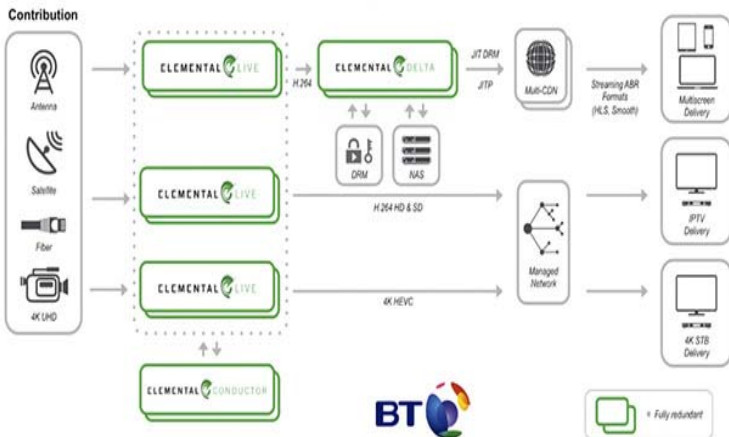 Contribution
Antenna
Satellite
Fiber
4K UHD
ELEMENTAL LIVE
H.264
ELEMENTAL DELTA
JIT DRM
JITP
Multi-CDN
Streaming ABR
Formats
(HLS, Smooth)
Multiscreen
Delivery
DRM
NAS
ELEMENTAL LIVE
H.264 HD & SD
Managed
Network
IPTV
Delivery
ELEMENTAL LIVE
4K HEVC
4K STB
Delivery
ELEMENTAL CONDUCTOR
BT
= Fully redundant